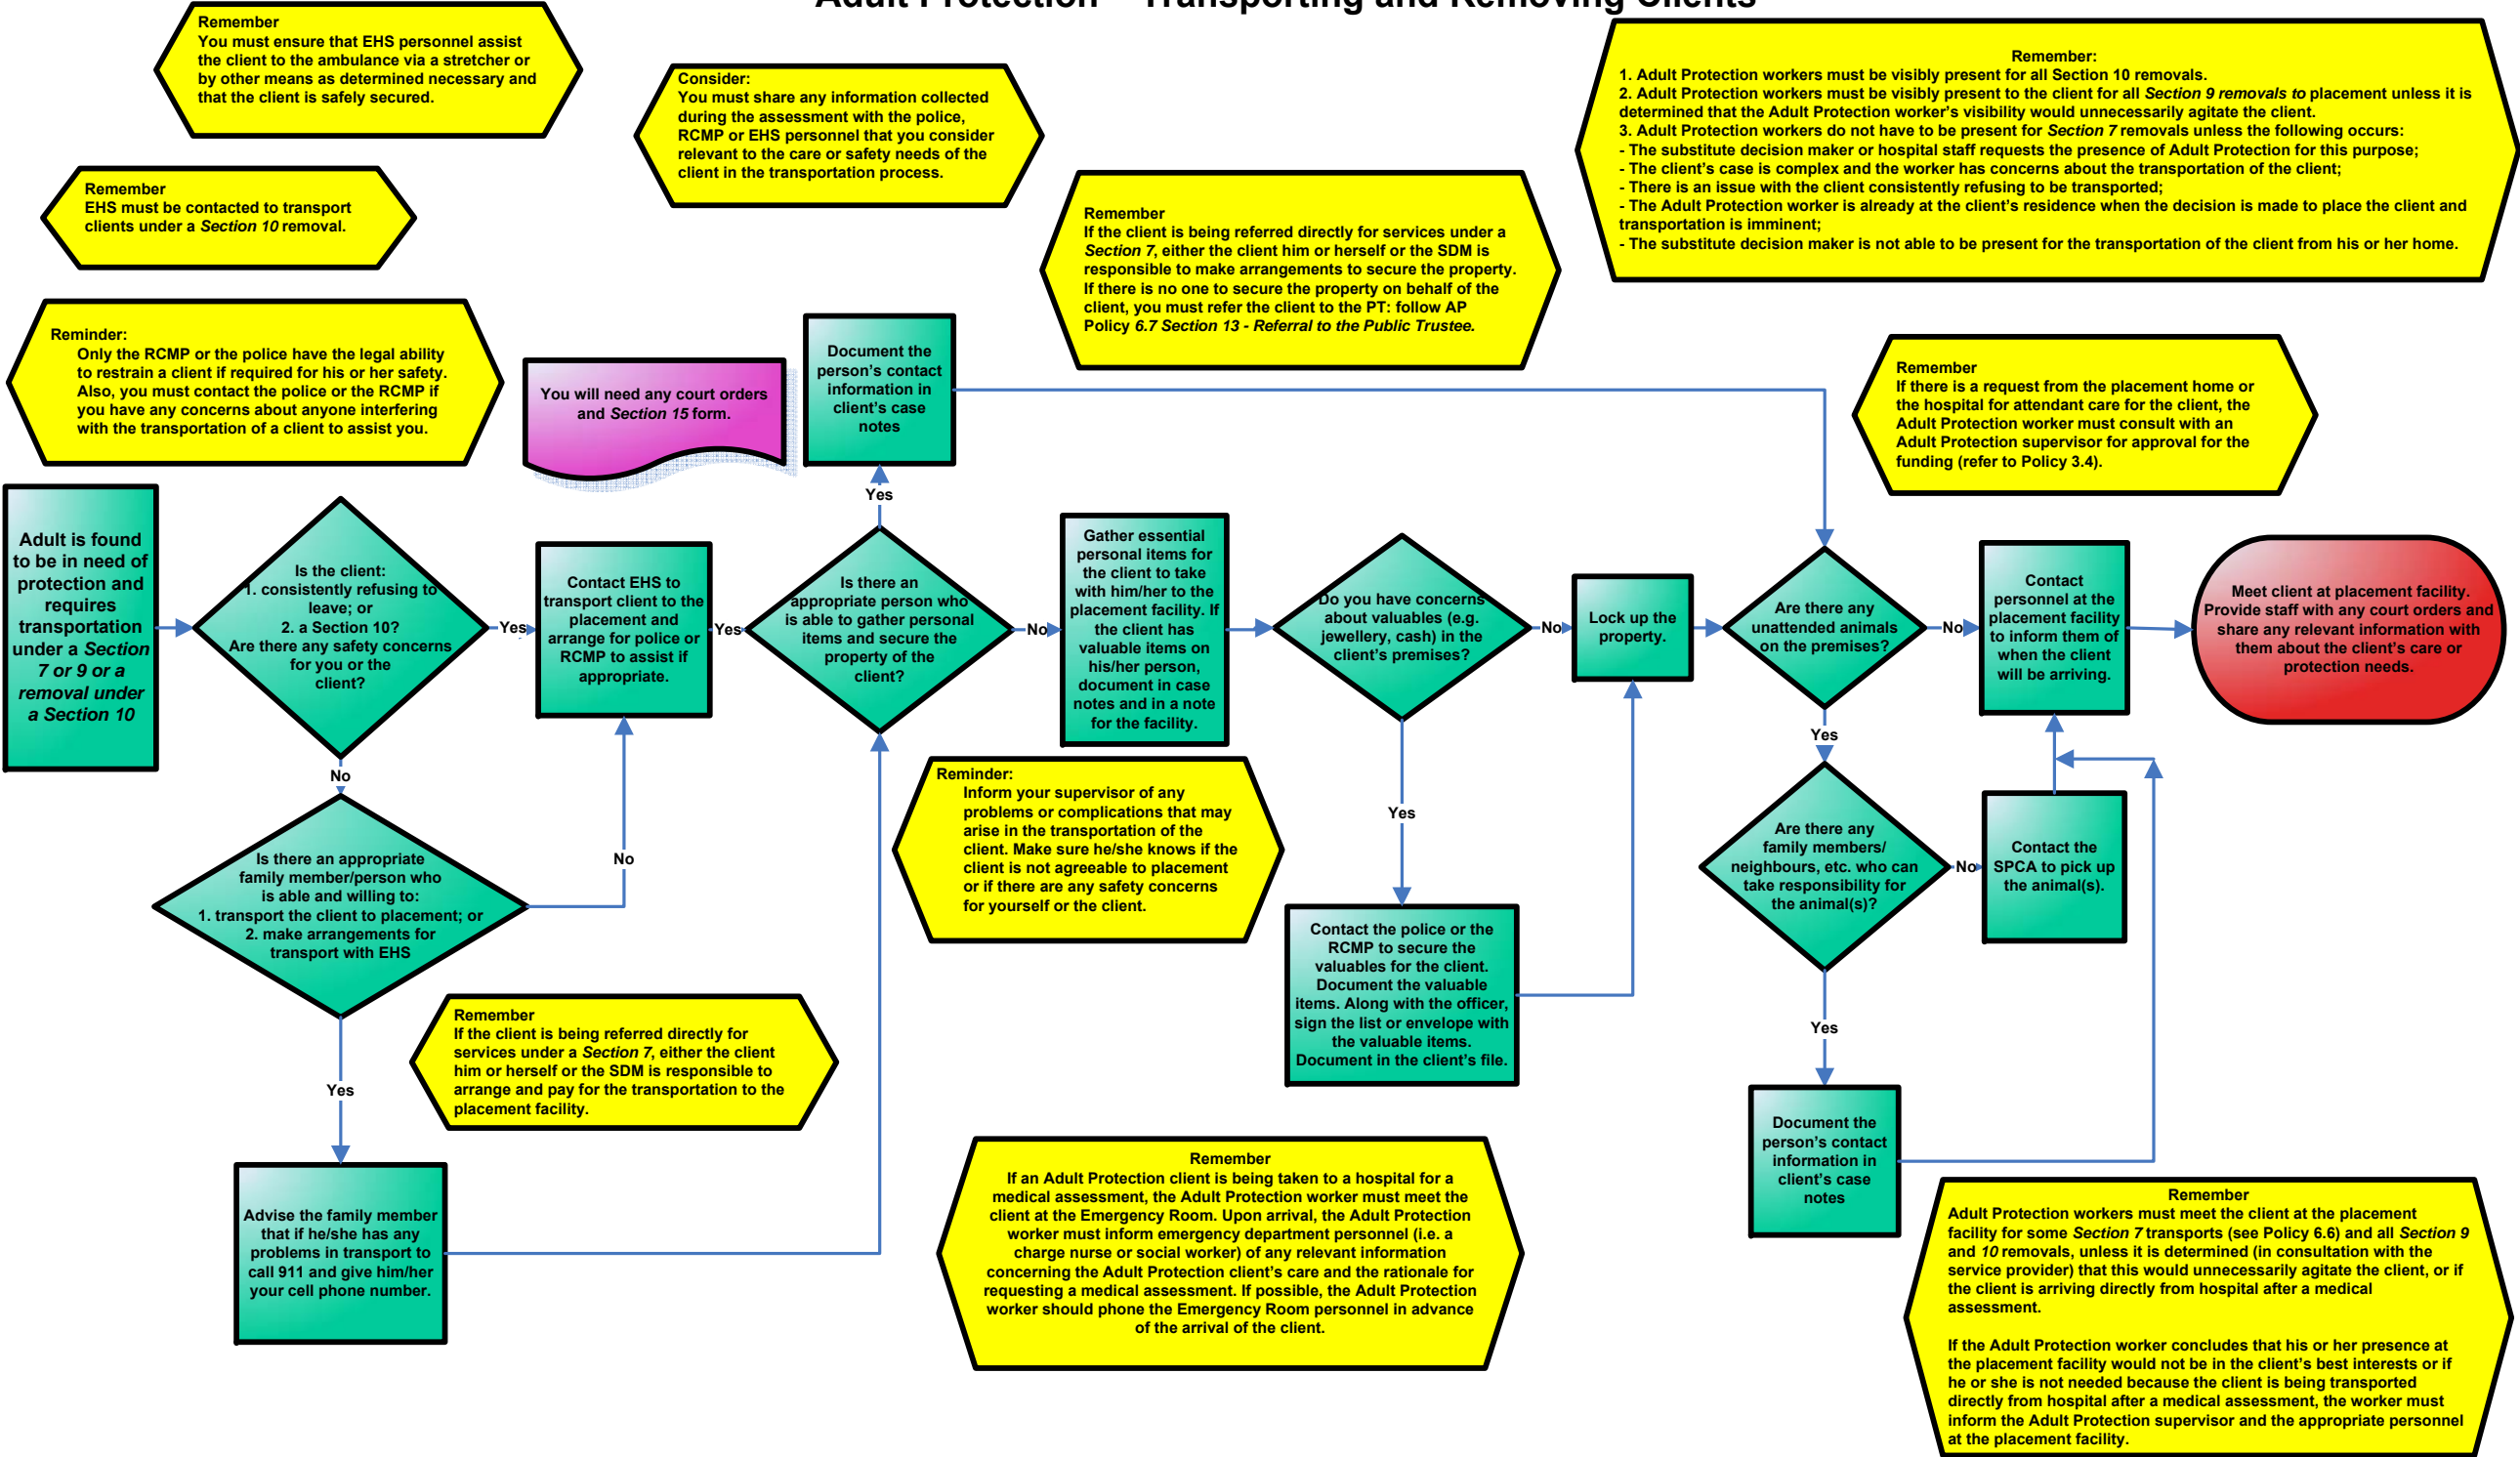 Adult Protection – Transporting and Removing Clients
Remember
You must ensure that EHS personnel assist
the client to the ambulance via a stretcher or
by other means as determined necessary and
that the client is safely secured.
Consider:
You must share any information collected
during the assessment with the police,
RCMP or EHS personnel that you consider
relevant to the care or safety needs of the
client in the transportation process.
Remember:
1. Adult Protection workers must be visibly present for all Section 10 removals.
2. Adult Protection workers must be visibly present to the client for all Section 9 removals to placement unless it is
determined that the Adult Protection worker’s visibility would unnecessarily agitate the client.
3. Adult Protection workers do not have to be present for Section 7 removals unless the following occurs:
- The substitute decision maker or hospital staff requests the presence of Adult Protection for this purpose;
- The client’s case is complex and the worker has concerns about the transportation of the client;
- There is an issue with the client consistently refusing to be transported;
- The Adult Protection worker is already at the client’s residence when the decision is made to place the client and
transportation is imminent;
- The substitute decision maker is not able to be present for the transportation of the client from his or her home.
Remember
EHS must be contacted to transport
clients under a Section 10 removal.
Remember
If the client is being referred directly for services under a
Section 7, either the client him or herself or the SDM is
responsible to make arrangements to secure the property.
If there is no one to secure the property on behalf of the
client, you must refer the client to the PT: follow AP
Policy 6.7 Section 13 - Referral to the Public Trustee.
Reminder:
Only the RCMP or the police have the legal ability
to restrain a client if required for his or her safety.
Also, you must contact the police or the RCMP if
you have any concerns about anyone interfering
with the transportation of a client to assist you.
You will need any court orders
and Section 15 form.
Document the
person’s contact
information in
client’s case
notes
Remember
If there is a request from the placement home or
the hospital for attendant care for the client, the
Adult Protection worker must consult with an
Adult Protection supervisor for approval for the
funding (refer to Policy 3.4).
Adult is found
to be in need of
protection and
requires
transportation
under a Section
7 or 9 or a
removal under
a Section 10
Is the client:
1. consistently refusing to
leave; or
2. a Section 10?
Are there any safety concerns
for you or the
client?
Yes
No
Contact EHS to
transport client to the
placement and
arrange for police or
RCMP to assist if
appropriate.
Yes
Is there an
appropriate person who
is able to gather personal
items and secure the
property of the
client?
Yes
No
Gather essential
personal items for
the client to take
with him/her to the
placement facility. If
the client has
valuable items on
his/her person,
document in case
notes and in a note
for the facility.
Do you have concerns
about valuables (e.g.
jewellery, cash) in the
client’s premises?
No
Yes
Lock up the
property.
Are there any
unattended animals
on the premises?
No
Yes
Contact
personnel at the
placement facility
to inform them of
when the client
will be arriving.
Meet client at placement facility.
Provide staff with any court orders and
share any relevant information with
them about the client’s care or
protection needs.
Is there an appropriate
family member/person who
is able and willing to:
1. transport the client to placement; or
2. make arrangements for
transport with EHS
No
Yes
Reminder:
Inform your supervisor of any
problems or complications that may
arise in the transportation of the
client. Make sure he/she knows if the
client is not agreeable to placement
or if there are any safety concerns
for yourself or the client.
Contact the police or the
RCMP to secure the
valuables for the client.
Document the valuable
items. Along with the officer,
sign the list or envelope with
the valuable items.
Document in the client’s file.
Are there any
family members/
neighbours, etc. who can
take responsibility for
the animal(s)?
No
Yes
Contact the
SPCA to pick up
the animal(s).
Remember
If the client is being referred directly for
services under a Section 7, either the client
him or herself or the SDM is responsible to
arrange and pay for the transportation to the
placement facility.
Advise the family member
that if he/she has any
problems in transport to
call 911 and give him/her
your cell phone number.
Remember
If an Adult Protection client is being taken to a hospital for a
medical assessment, the Adult Protection worker must meet the
client at the Emergency Room. Upon arrival, the Adult Protection
worker must inform emergency department personnel (i.e. a
charge nurse or social worker) of any relevant information
concerning the Adult Protection client’s care and the rationale for
requesting a medical assessment. If possible, the Adult Protection
worker should phone the Emergency Room personnel in advance
of the arrival of the client.
Document the
person’s contact
information in
client’s case
notes
Remember
Adult Protection workers must meet the client at the placement
facility for some Section 7 transports (see Policy 6.6) and all Section 9
and 10 removals, unless it is determined (in consultation with the
service provider) that this would unnecessarily agitate the client, or if
the client is arriving directly from hospital after a medical
assessment.
If the Adult Protection worker concludes that his or her presence at
the placement facility would not be in the client’s best interests or if
he or she is not needed because the client is being transported
directly from hospital after a medical assessment, the worker must
inform the Adult Protection supervisor and the appropriate personnel
at the placement facility.